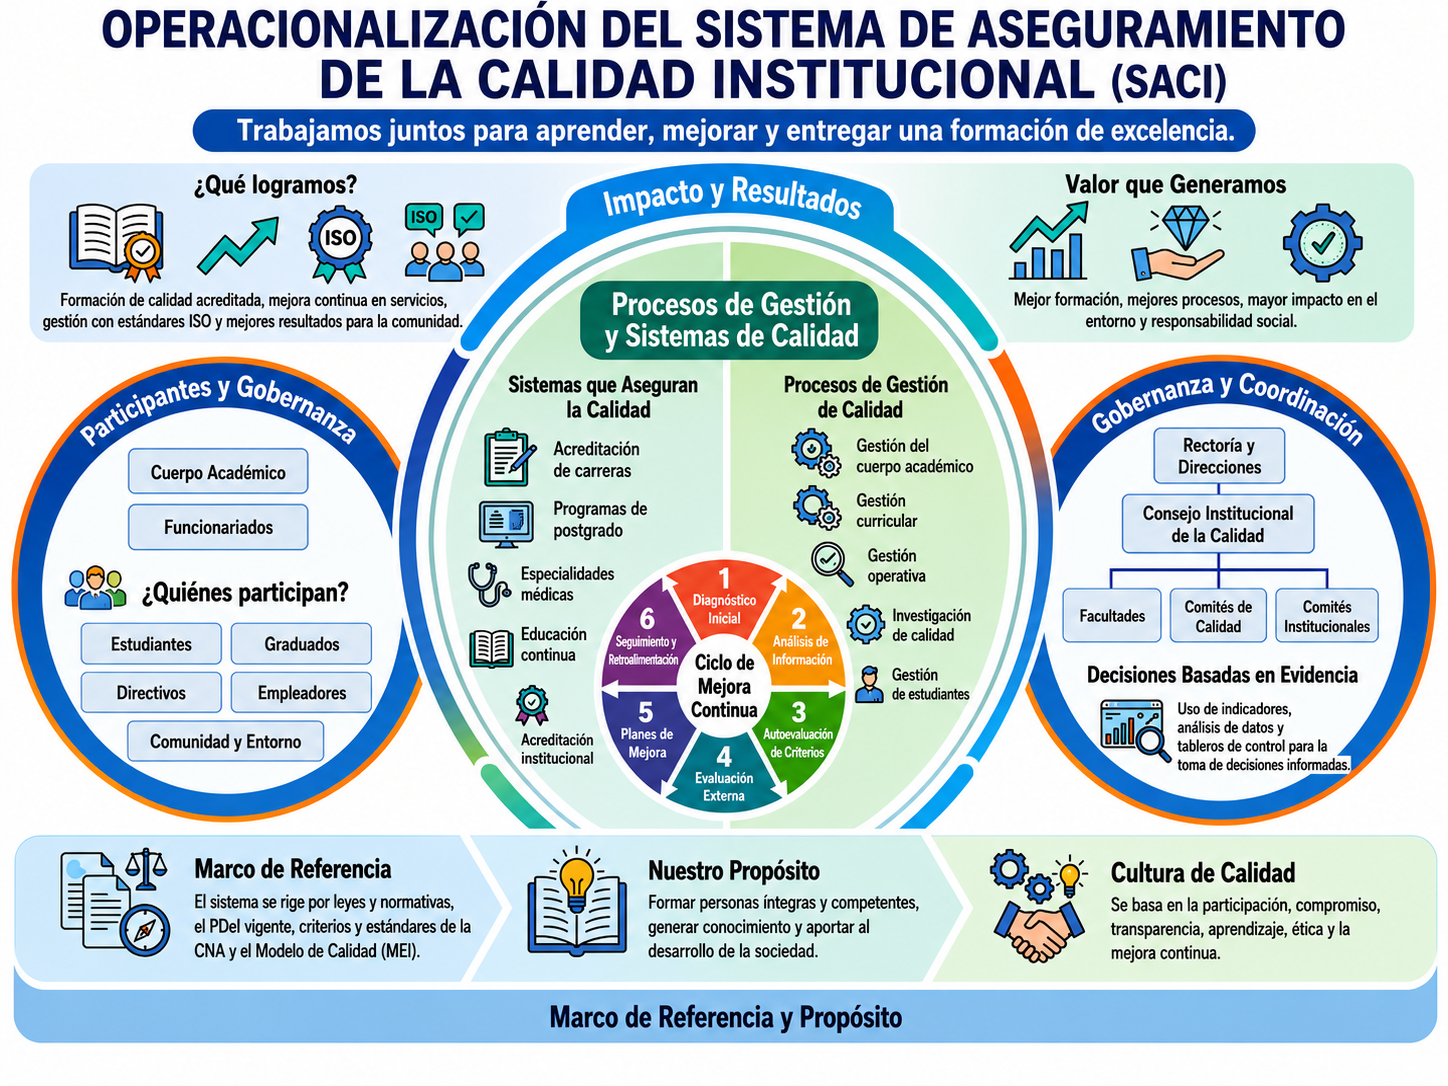 OPERACIONALIZACIÓN DEL SISTEMA DE ASEGURAMIENTO
DE LA CALIDAD INSTITUCIONAL (SACI)
Trabajamos juntos para aprender, mejorar y entregar una formación de excelencia.
¿Qué logramos?
ISO
ISO
Formación de calidad acreditada, mejora continua en servicios,
gestión con estándares ISO y mejores resultados para la comunidad.
Impacto y Resultados
Valor que Generamos
Mejor formación, mejores procesos, mayor impacto en el
entorno y responsabilidad social.
Participantes y Gobernanza
Cuerpo Académico
Funcionariados
¿Quiénes participan?
Estudiantes
Graduados
Directivos
Empleadores
Comunidad y Entorno
Procesos de Gestión
y Sistemas de Calidad
Sistemas que Aseguran
la Calidad
Acreditación
de carreras
Programas de
postgrado
Especialidades
médicas
Educación
continua
Acreditación
institucional
Procesos de Gestión
de Calidad
Gestión del
cuerpo académico
Gestión
curricular
Gestión
operativa
Investigación
de calidad
Gestión
de estudiantes
Ciclo de
Mejora
Continua
1
Diagnóstico
Inicial
2
Análisis de
Información
3
Autoevaluación
de Criterios
4
Evaluación
Externa
5
Planes de
Mejora
6
Seguimiento y
Retroalimentación
Gobernanza y Coordinación
Rectoría y
Direcciones
Consejo Institucional
de la Calidad
Facultades
Comités de
Calidad
Comités
Institucionales
Decisiones Basadas en Evidencia
Uso de indicadores,
análisis de datos y
tableros de control para la
toma de decisiones informadas.
Marco de Referencia
El sistema se rige por leyes y normativas,
el PDel vigente, criterios y estándares de la
CNA y el Modelo de Calidad (MEI).
Nuestro Propósito
Formar personas íntegras y competentes,
generar conocimiento y aportar al
desarrollo de la sociedad.
Cultura de Calidad
Se basa en la participación, compromiso,
transparencia, aprendizaje, ética y la
mejora continua.
Marco de Referencia y Propósito